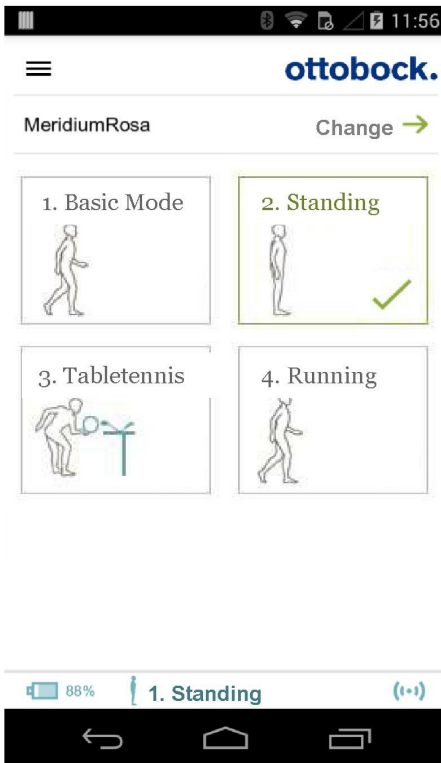 11:56
ottobock.
MeridiumRosa
Change
1. Basic Mode
2. Standing
3. Tabletennis
4. Running
88%
1. Standing